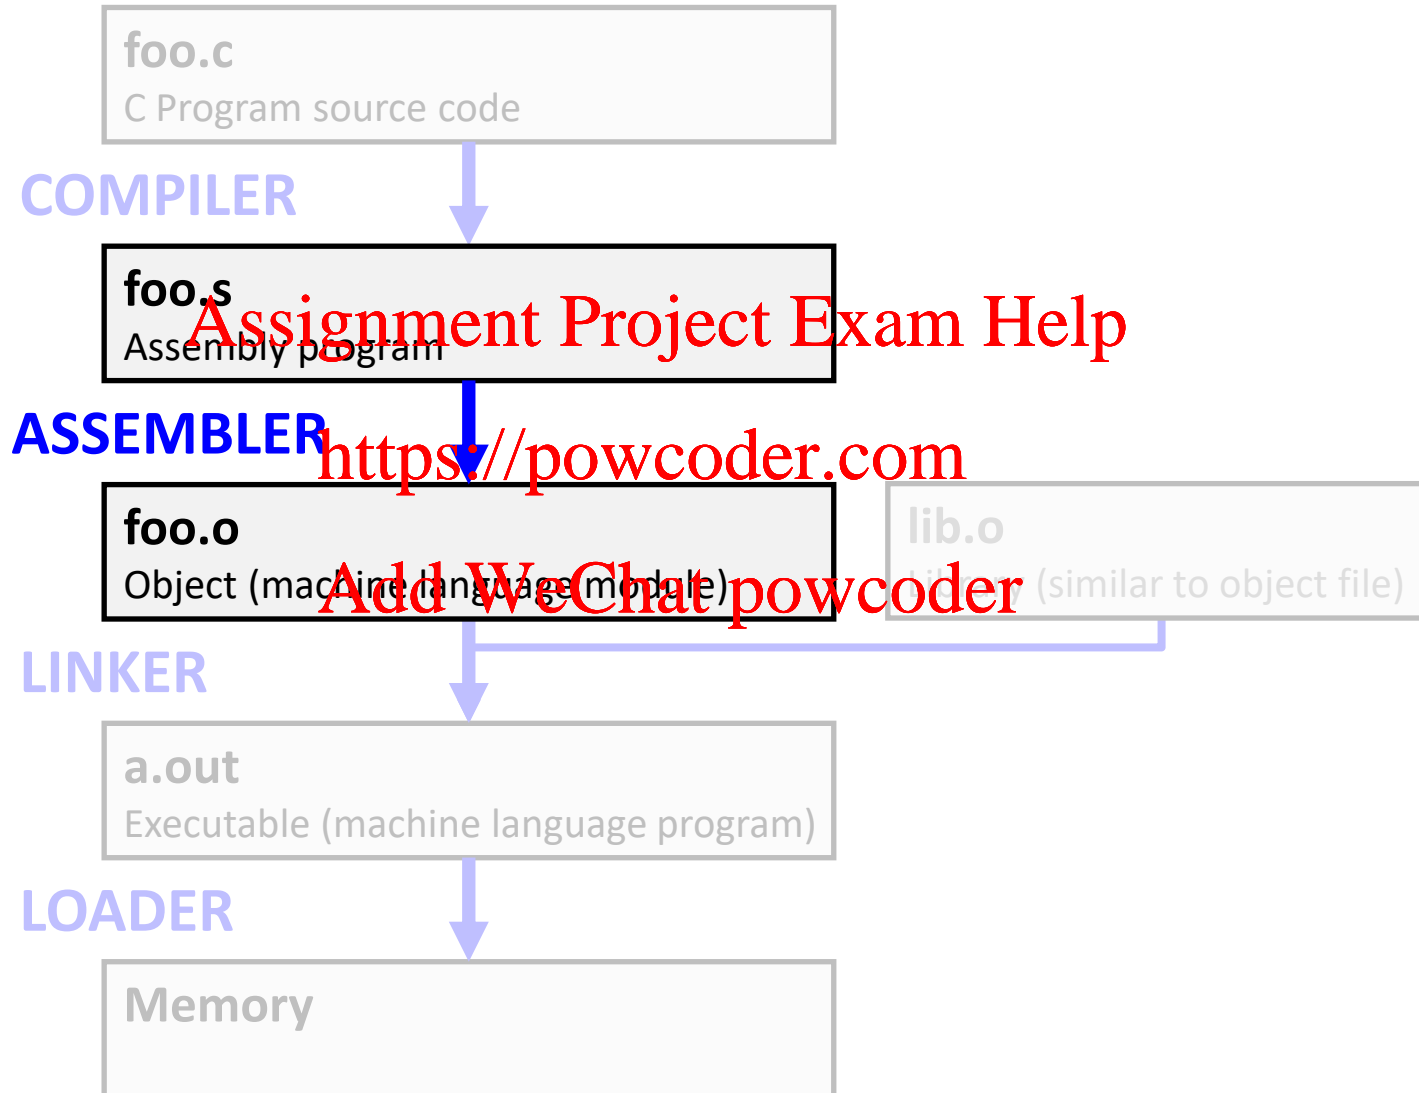 foo.c
C Program source code
COMPILER
foo.s
Assignment Project Exam Help
Assembly program
ASSEMBLER
https://powcoder.com
foo.o
lib.o
Object (machine language module)
Add WeChat powcoder
Library (similar to object file)
LINKER
a.out
Executable (machine language program)
LOADER
Memory